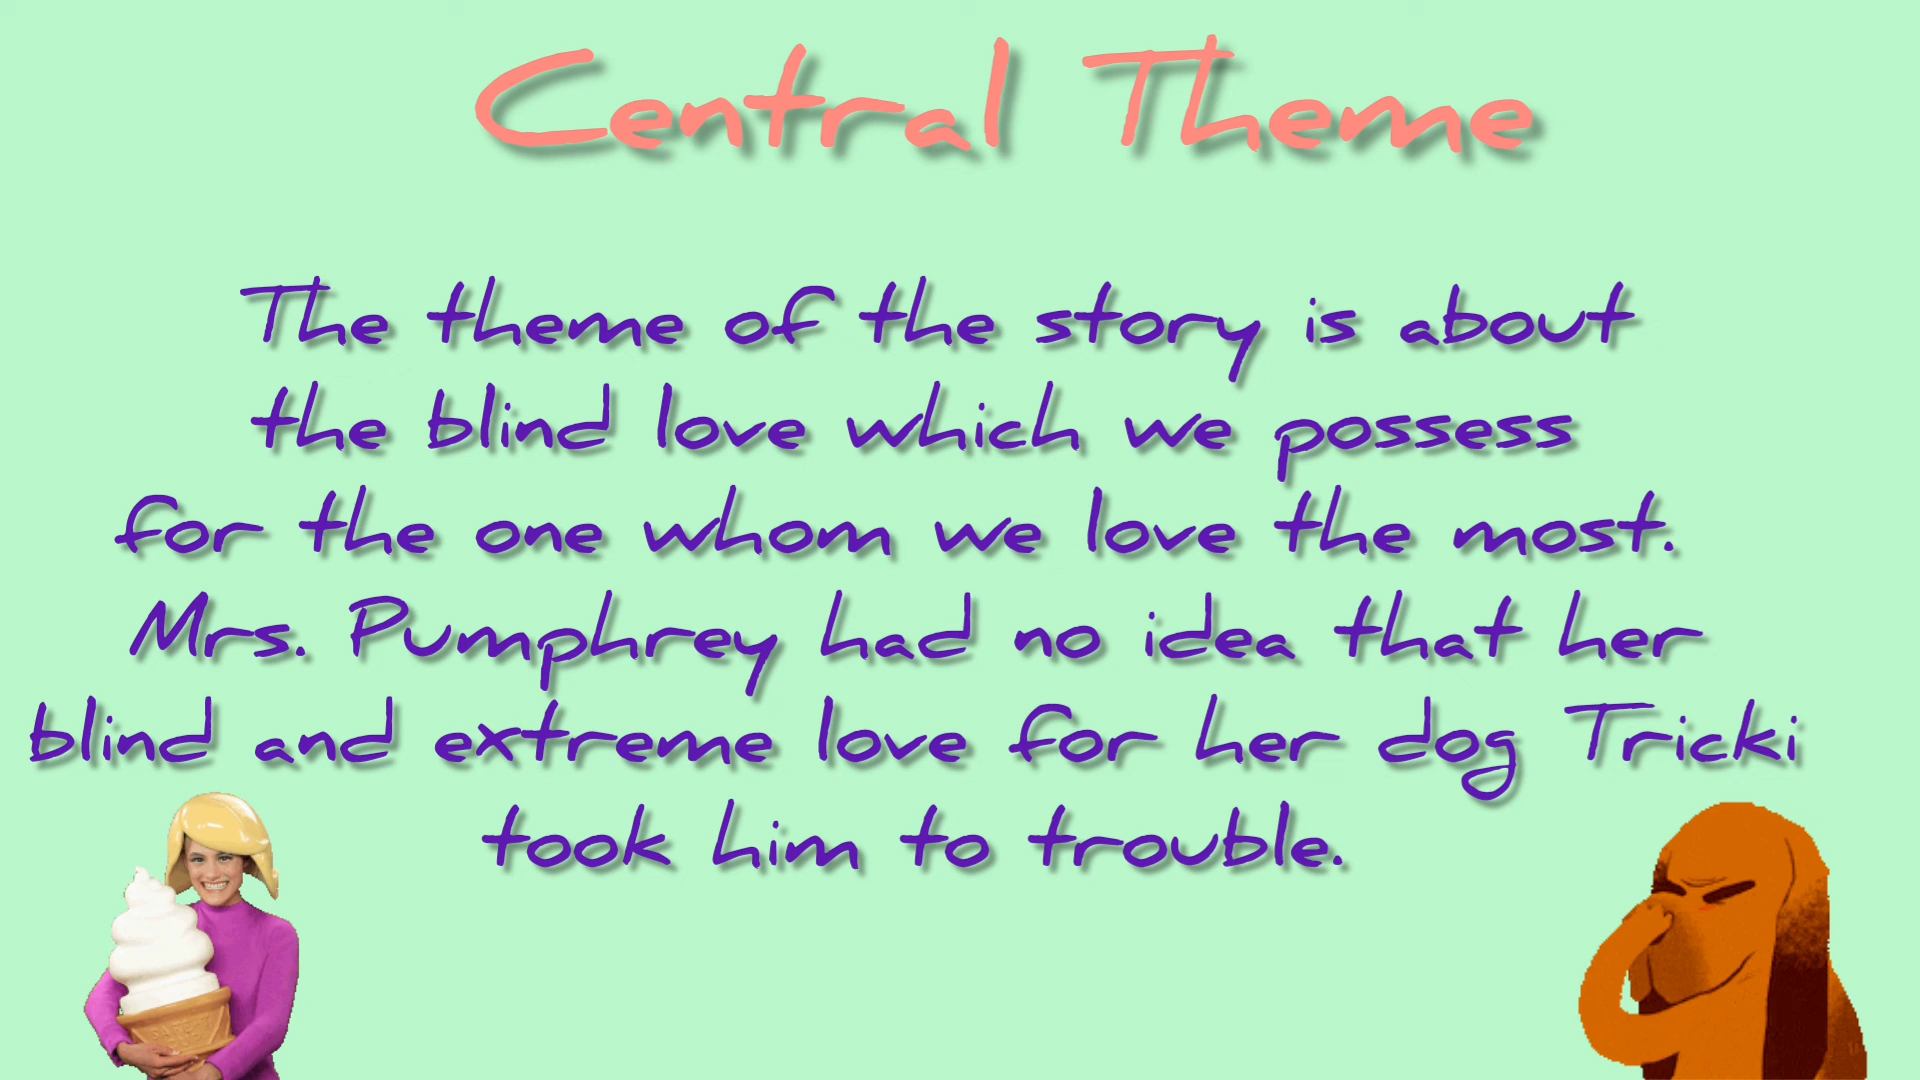 Central Theme
The theme of the story is about
the blind love which we possess
for the one whom we love the most.
Mrs. Pumphrey had no idea that her
blind and extreme love for her dog Tricki
took him to trouble.